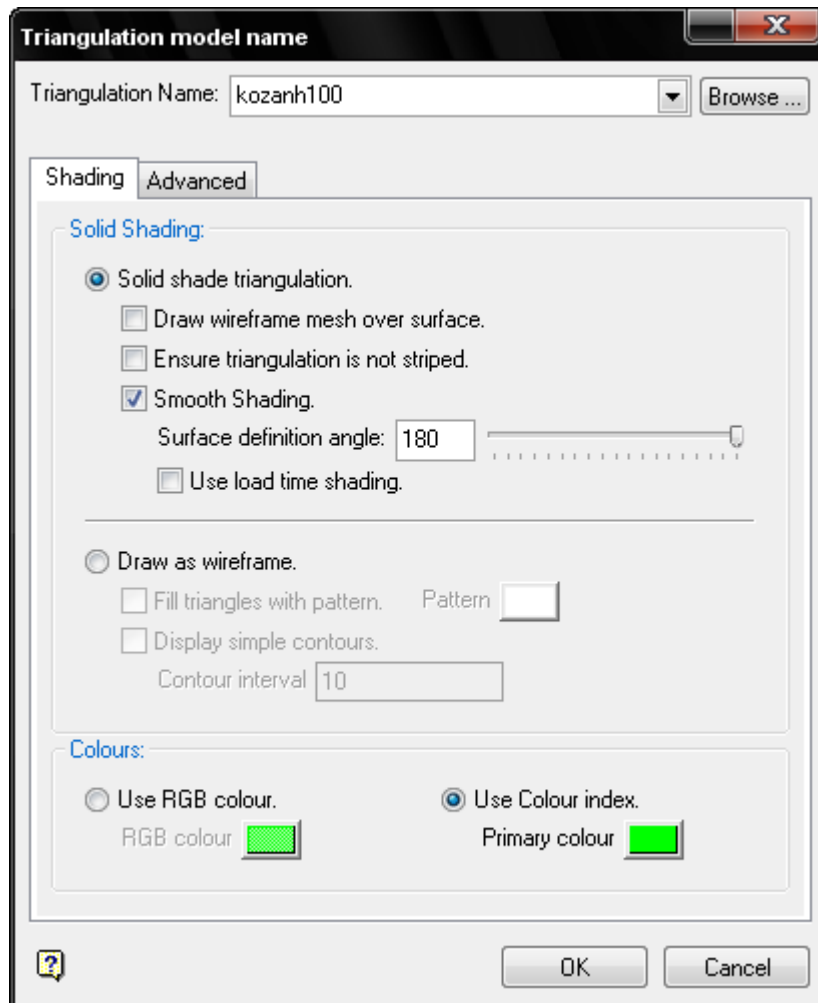 Triangulation model name
Triangulation Name: kozanh100 Browse ...
Shading Advanced
Solid Shading:
Solid shade triangulation.
Draw wireframe mesh over surface.
Ensure triangulation is not striped.
Smooth Shading.
Surface definition angle: 180
Use load time shading.
Draw as wireframe.
Fill triangles with pattern. Pattern
Display simple contours.
Contour interval 10
Colours:
Use RGB colour. Use Colour index.
RGB colour Primary colour
OK Cancel